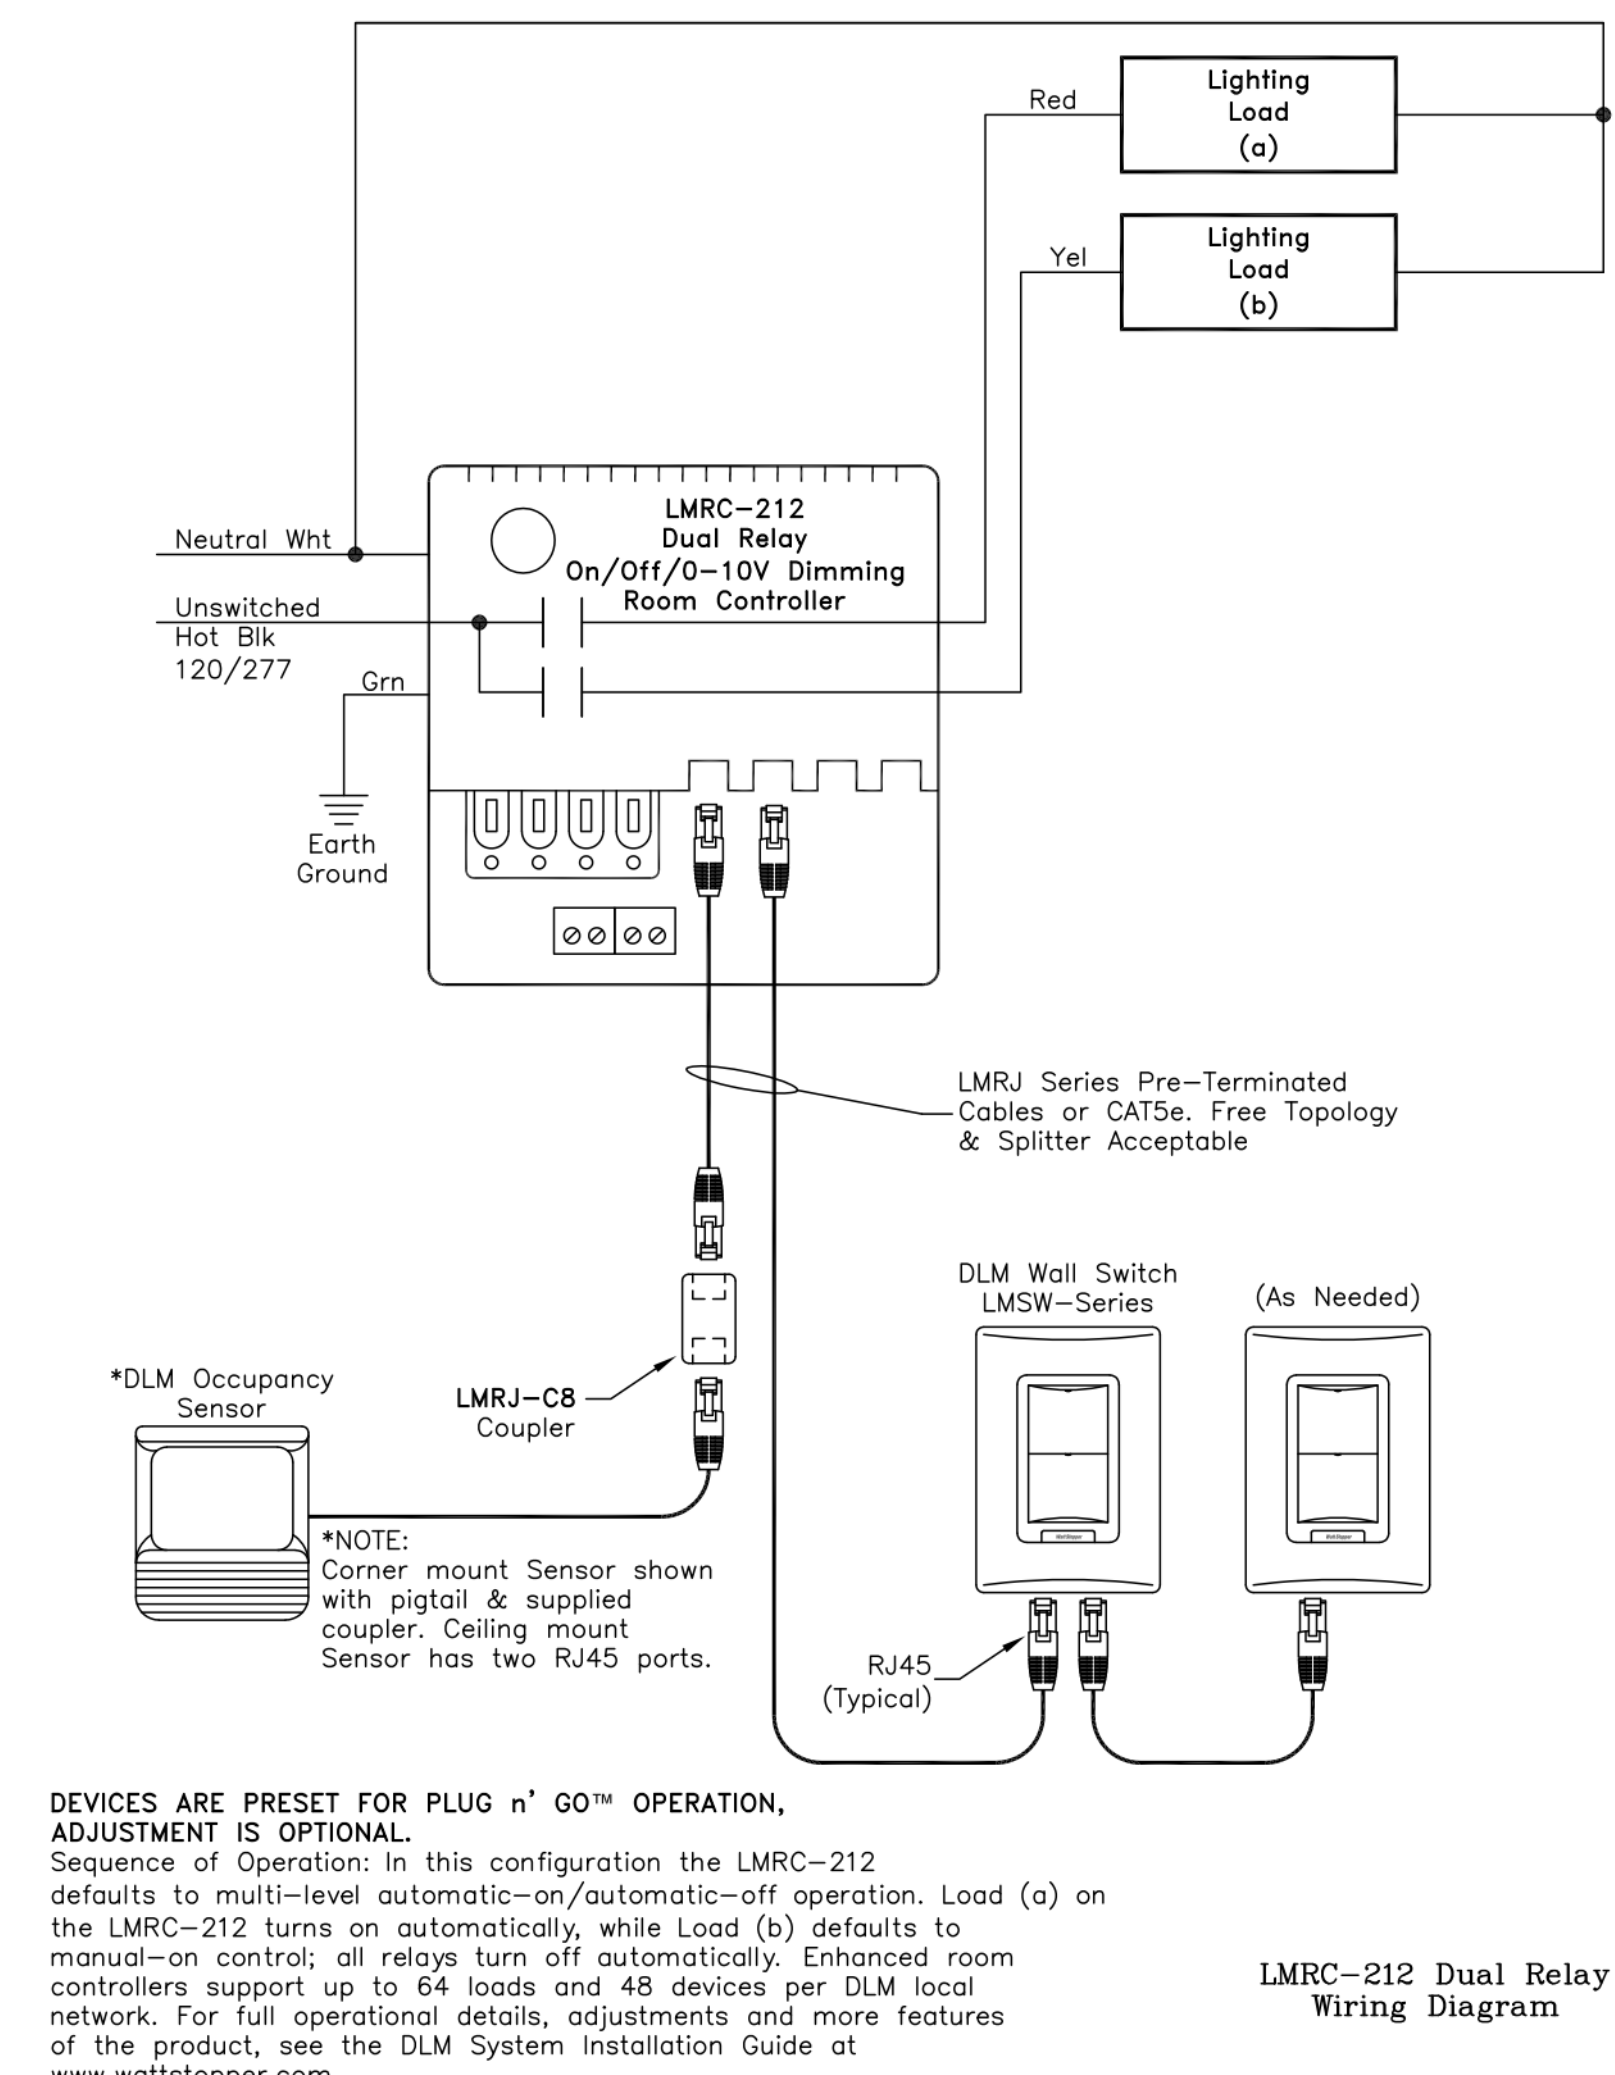 Red
Lighting
Load
(a)
Yel
Lighting
Load
(b)
LMRC-212
Dual Relay
On/Off/0-10V Dimming
Room Controller
Neutral Wht
Unswitched
Hot Blk
120/277
Grn
Earth
Ground
LMRJ Series Pre-Terminated
Cables or CAT5e. Free Topology
& Splitter Acceptable
DLM Wall Switch
LMSW-Series
(As Needed)
*DLM Occupancy
Sensor
LMRJ-C8
Coupler
WattStopper
WattStopper
*NOTE:
Corner mount Sensor shown
with pigtail & supplied
coupler. Ceiling mount
Sensor has two RJ45 ports.
RJ45
(Typical)
DEVICES ARE PRESET FOR PLUG n' GO™ OPERATION,
ADJUSTMENT IS OPTIONAL.
Sequence of Operation: In this configuration the LMRC-212
defaults to multi-level automatic-on/automatic-off operation. Load (a) on
the LMRC-212 turns on automatically, while Load (b) defaults to
manual-on control; all relays turn off automatically. Enhanced room
controllers support up to 64 loads and 48 devices per DLM local
network. For full operational details, adjustments and more features
of the product, see the DLM System Installation Guide at
www.wattstopper.com
LMRC-212 Dual Relay
Wiring Diagram